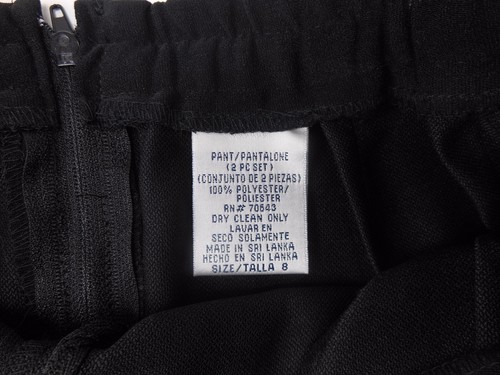 PANT/PANTALONE
(2 PC SET)
(CONJUNTO DE 2 PIEZAS)
100% POLYESTER/
POLIESTER
RN# 70543
DRY CLEAN ONLY
LAVAR EN
SECO SOLAMENTE
MADE IN SRI LANKA
HECHO EN SRI LANKA
SIZE/TALLA 8